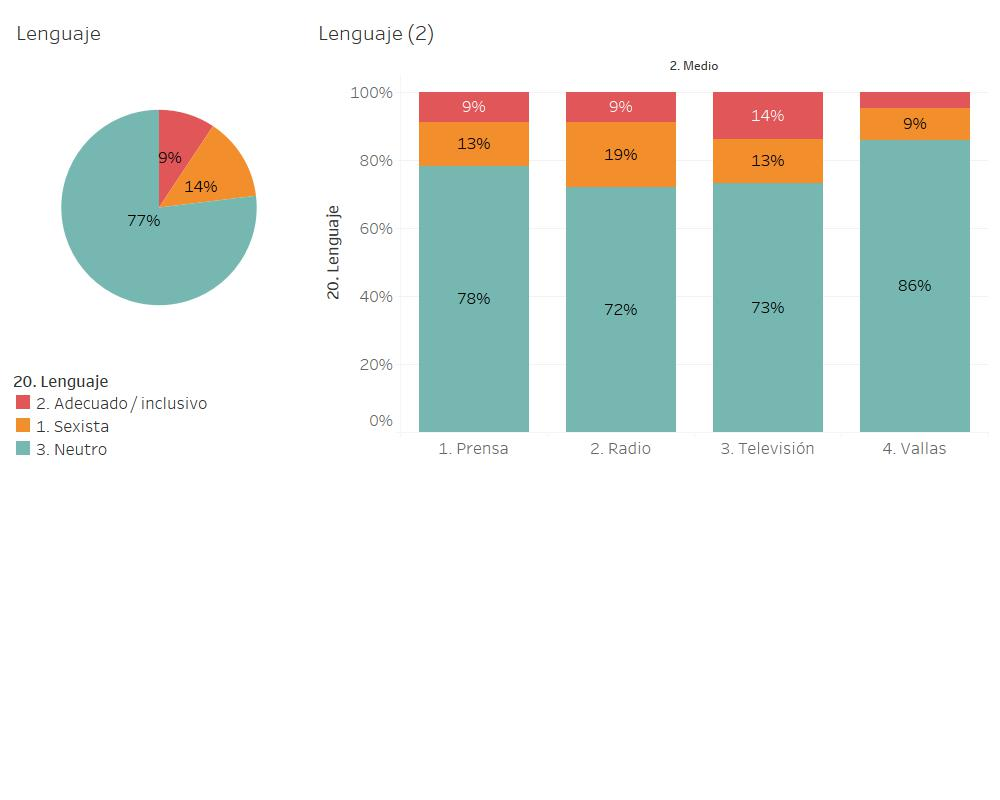 Lenguaje
9%
14%
77%
20. Lenguaje
2. Adecuado / inclusivo
1. Sexista
3. Neutro
Lenguaje (2)
2. Medio
20. Lenguaje
100%
80%
60%
40%
20%
0%
9% 9% 14%
13% 19% 13% 9%
78% 72% 73% 86%
1. Prensa 2. Radio 3. Televisión 4. Vallas